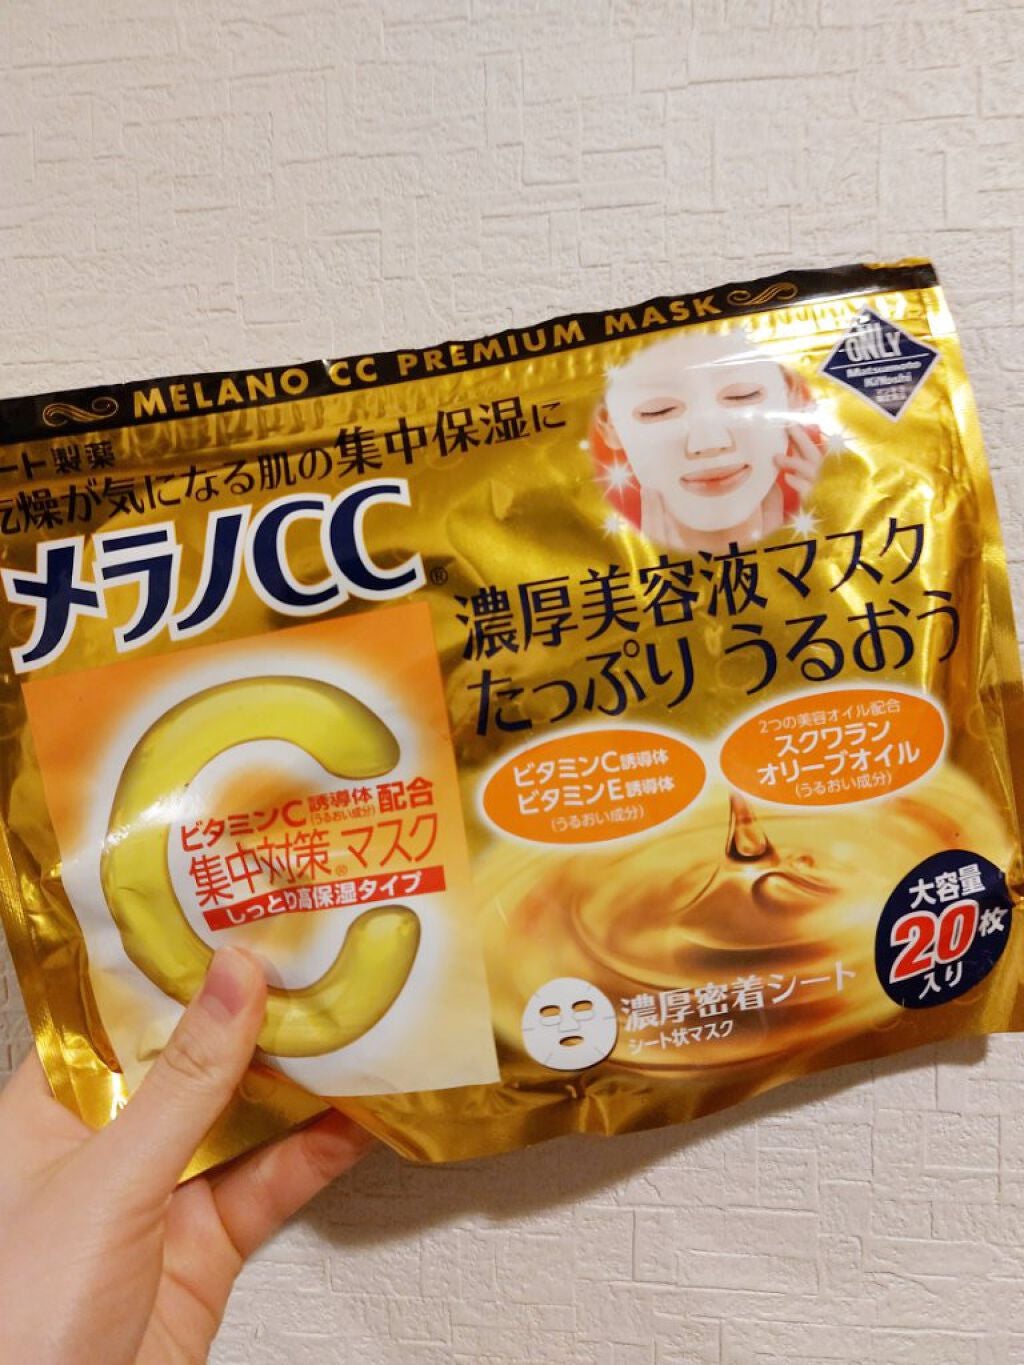 MELANO CC PREMIUM MASK
ート製薬
乾燥が気になる肌の集中保湿に
メラノCC®
ONLY
Matsumoto
KiYoshi
濃厚美容液マスク
たっぷりうるおう
ビタミンC誘導体
ビタミンE誘導体
(うるおい成分)
2つの美容オイル配合
スクワラン
オリーブオイル
(うるおい成分)
ビタミンC誘導体(うるおい成分)配合
集中対策®マスク
しっとり高保湿タイプ
大容量
20枚
入り
濃厚密着シート
シート状マスク